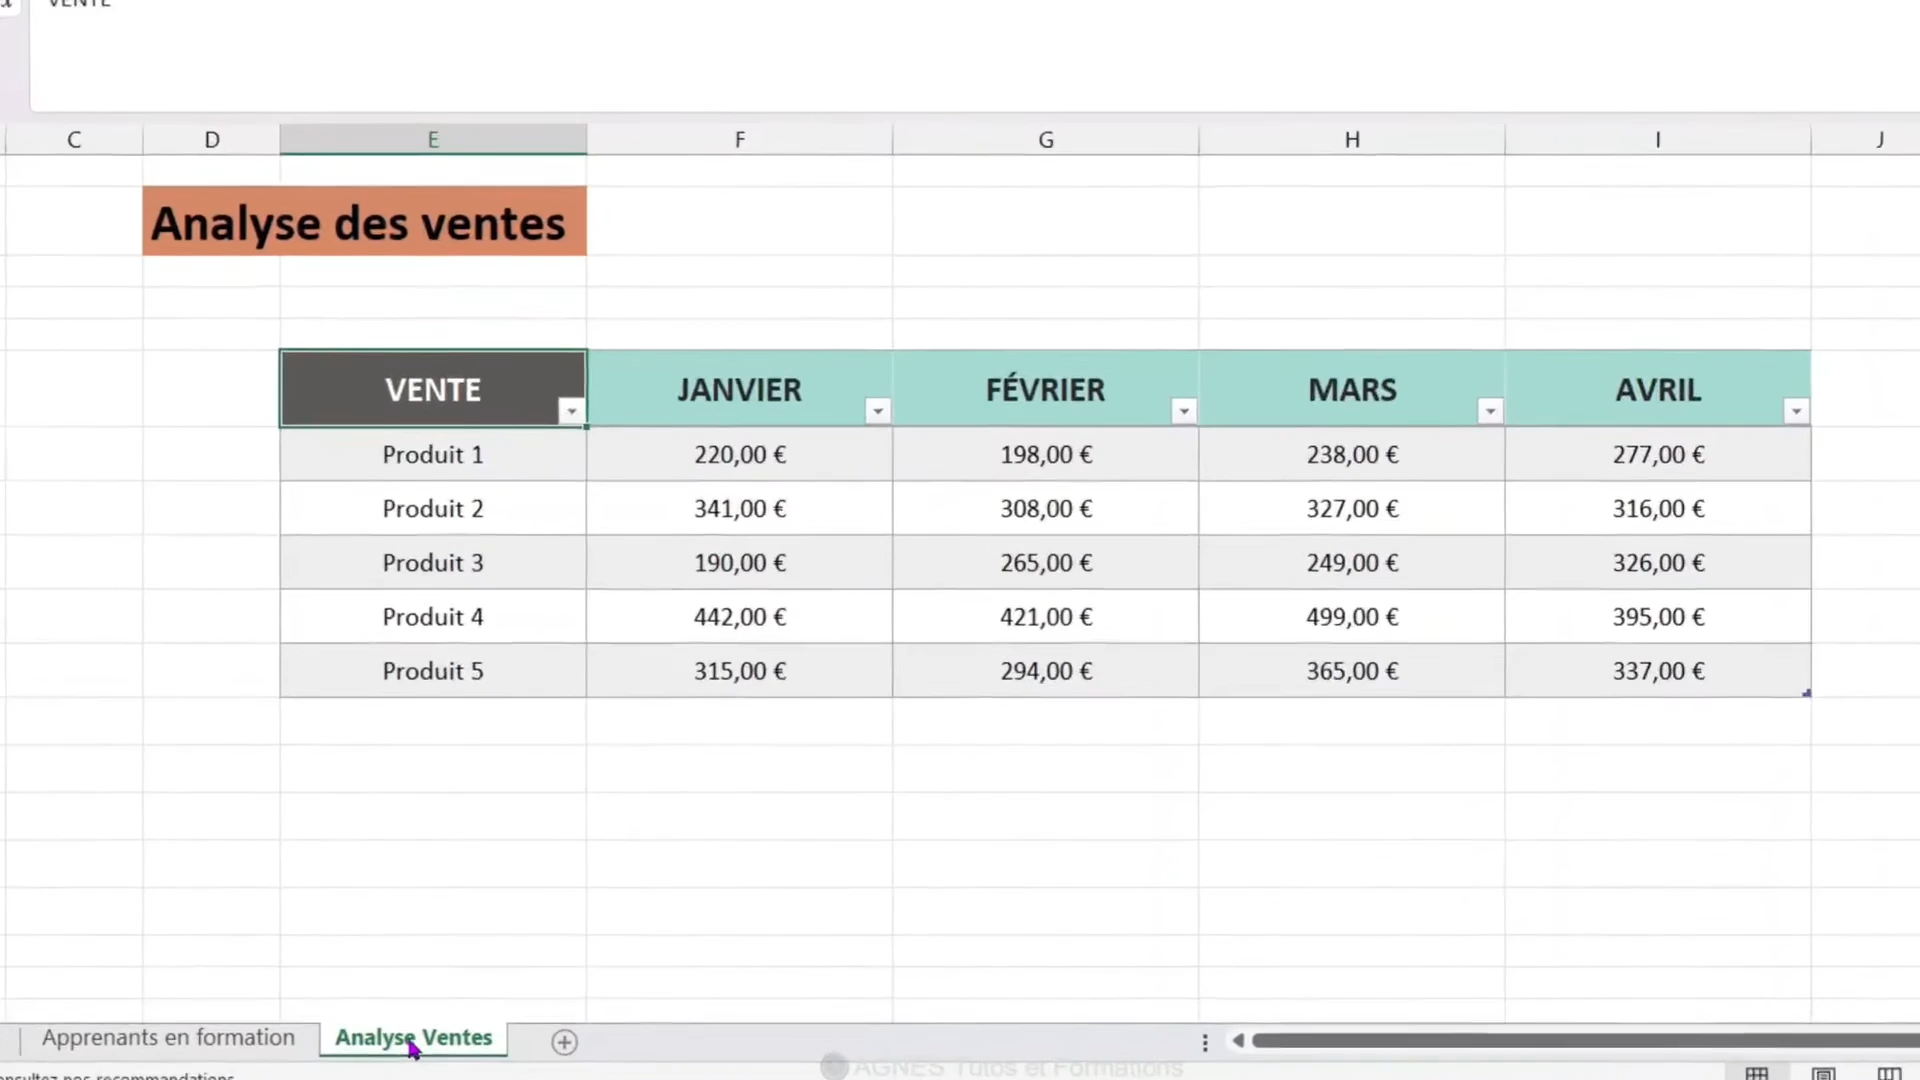 VENTE
C D E F G H I J
Analyse des ventes
VENTE JANVIER FÉVRIER MARS AVRIL
Produit 1 220,00 € 198,00 € 238,00 € 277,00 €
Produit 2 341,00 € 308,00 € 327,00 € 316,00 €
Produit 3 190,00 € 265,00 € 249,00 € 326,00 €
Produit 4 442,00 € 421,00 € 499,00 € 395,00 €
Produit 5 315,00 € 294,00 € 365,00 € 337,00 €
Apprenants en formation Analyse Ventes
AGNÈS Tutos et Formations
nos recommandations